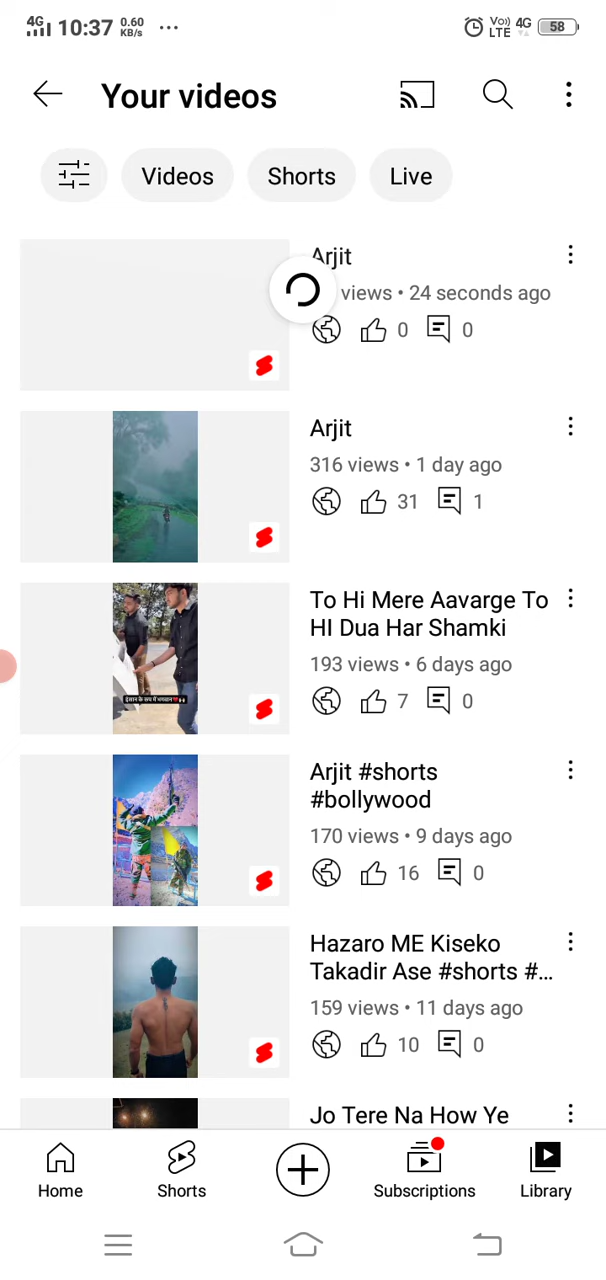 4G 10:37 0.60 KB/s ... Vo)) LTE 4G 58
Your videos
Videos Shorts Live
Arjit
views • 24 seconds ago
0 0
Arjit
316 views • 1 day ago
31 1
To Hi Mere Aavarge To
HI Dua Har Shamki
193 views • 6 days ago
7 0
इंसान के रूप में भगवान❤️🙌
Arjit #shorts
#bollywood
170 views • 9 days ago
16 0
Hazaro ME Kiseko
Takadir Ase #shorts #...
159 views • 11 days ago
10 0
Jo Tere Na How Ye
Home Shorts Subscriptions Library